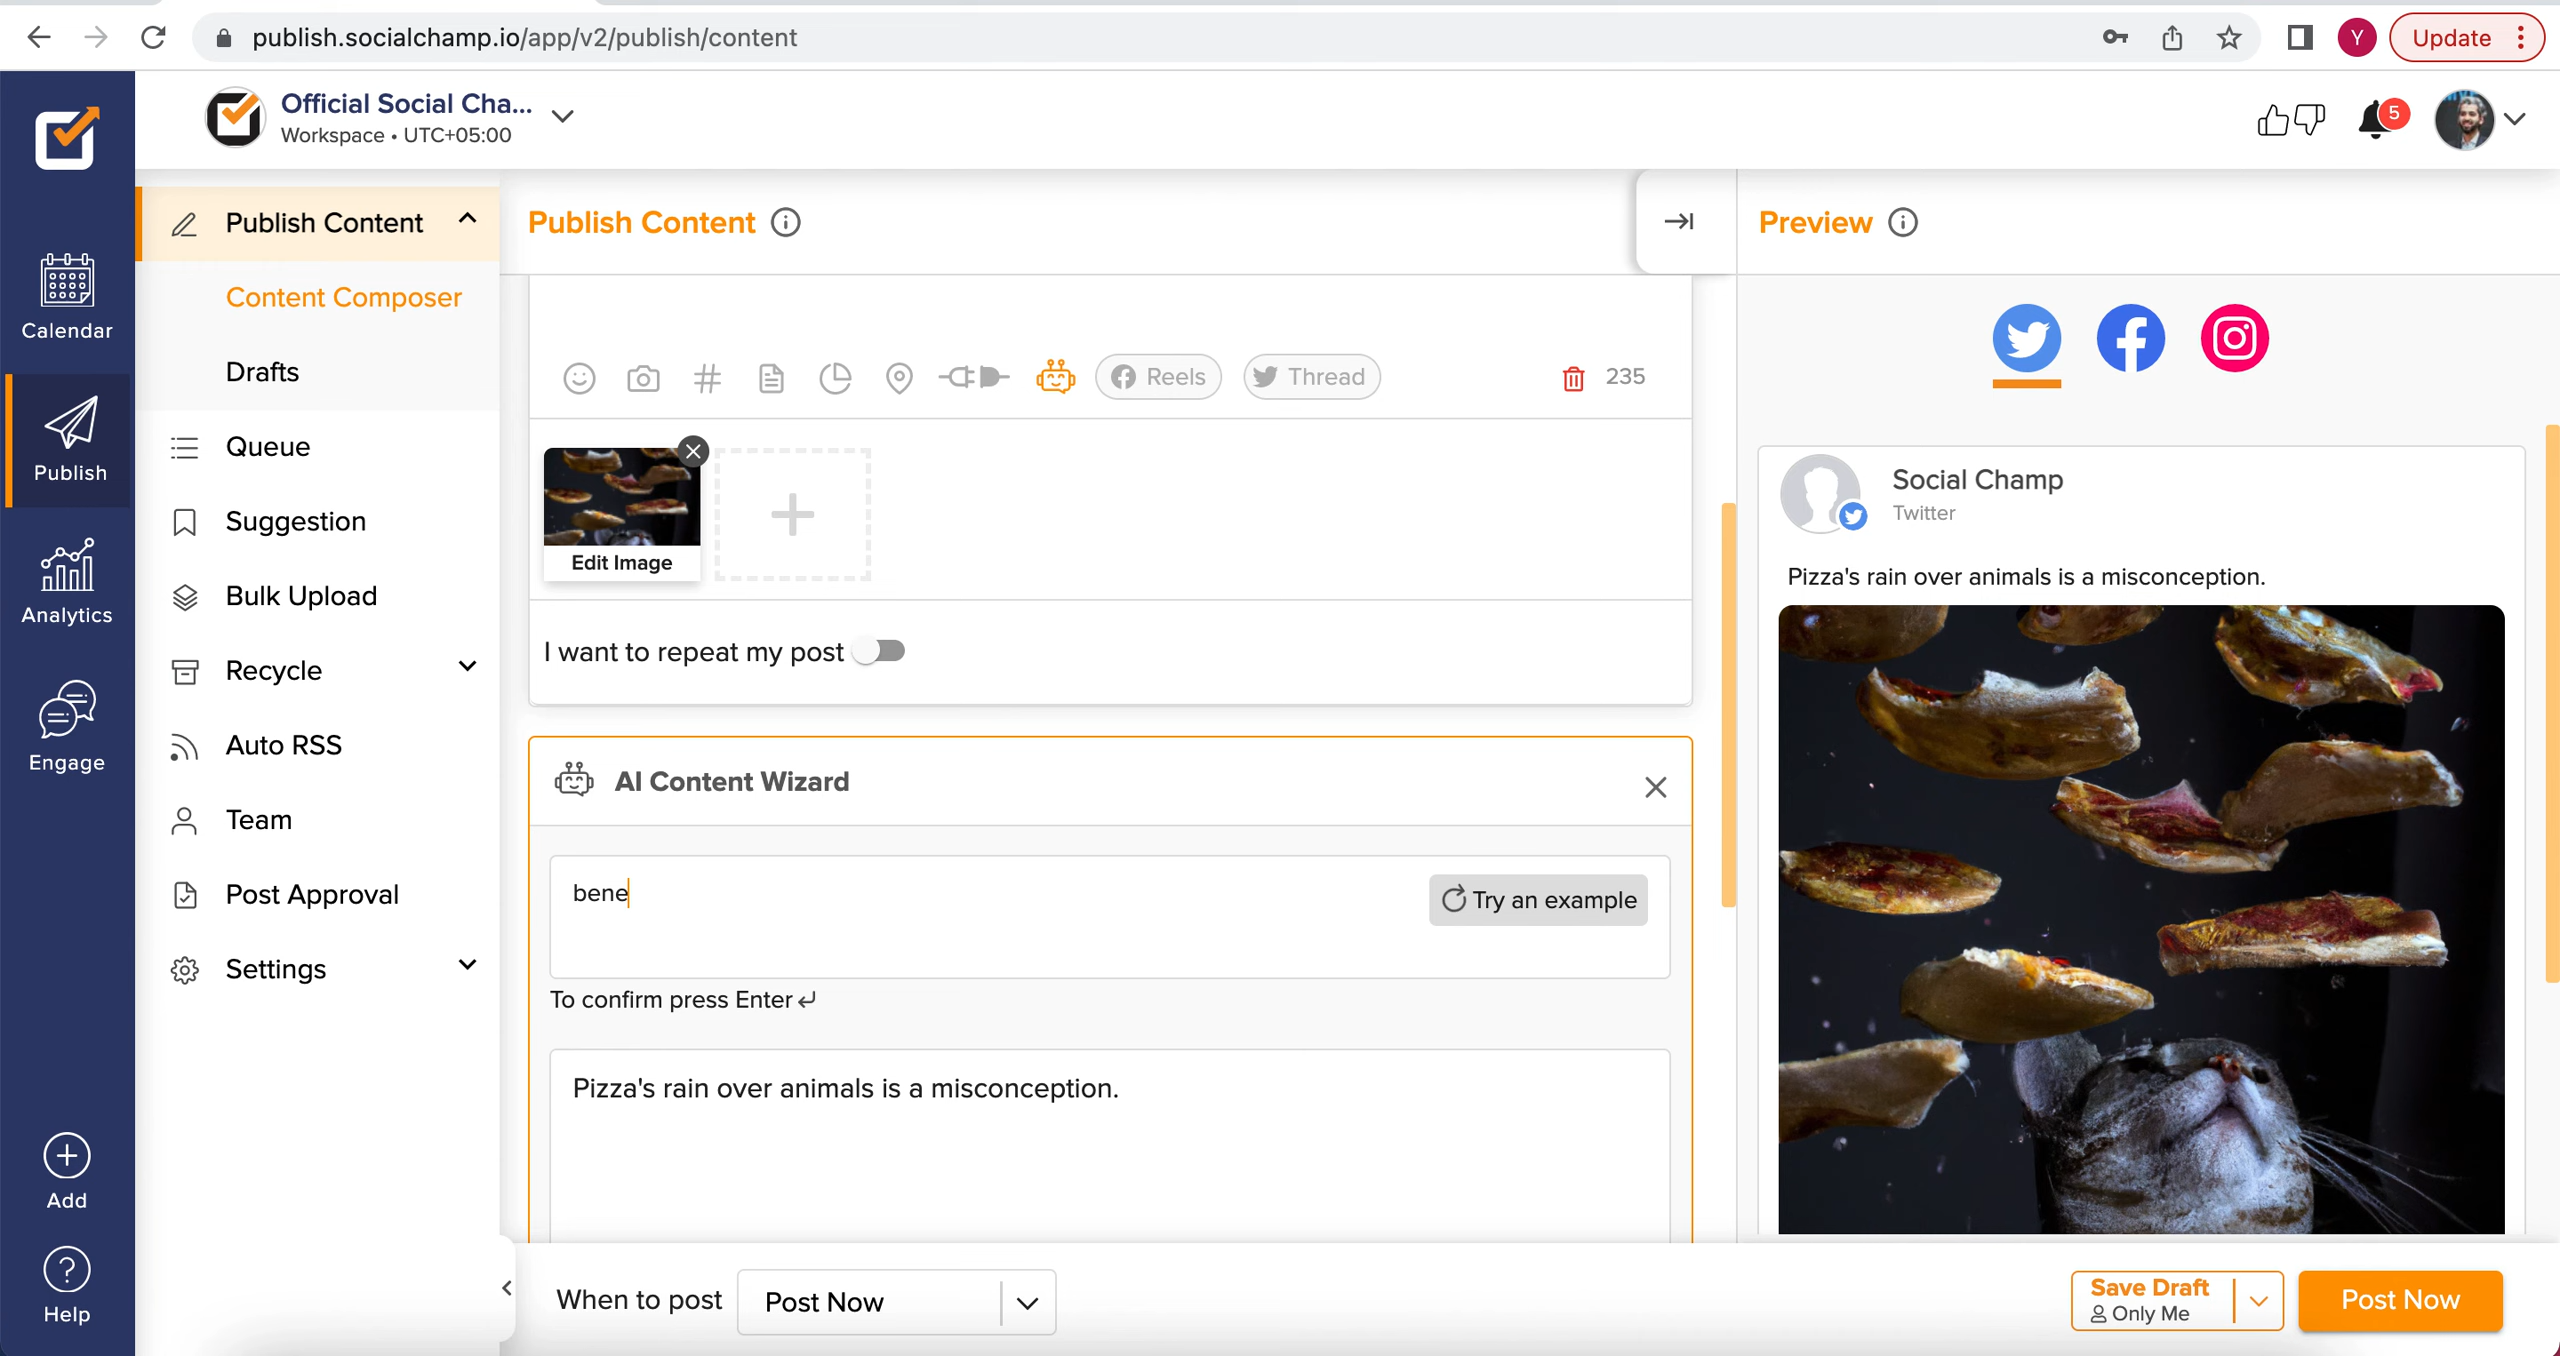 publish.socialchamp.io/app/v2/publish/content
Y
Update
Official Social Cha...
Workspace • UTC+05:00
5
Calendar
Publish
Analytics
Engage
Add
Help
Publish Content
Content Composer
Drafts
Queue
Suggestion
Bulk Upload
Recycle
Auto RSS
Team
Post Approval
Settings
Publish Content
Reels
Thread
235
Edit Image
I want to repeat my post
AI Content Wizard
bene
Try an example
To confirm press Enter
Pizza's rain over animals is a misconception.
When to post
Post Now
Preview
Social Champ
Twitter
Pizza's rain over animals is a misconception.
Save Draft
Only Me
Post Now